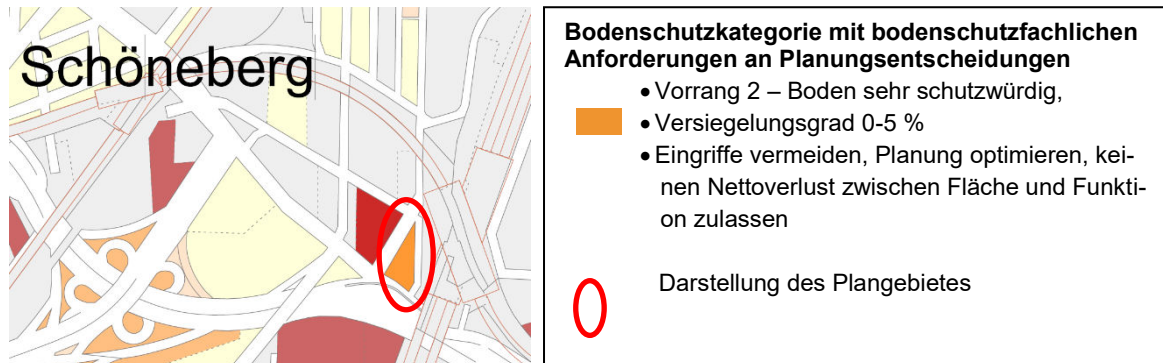 Schöneberg
Bodenschutzkategorie mit bodenschutzfachlichen
Anforderungen an Planungsentscheidungen
• Vorrang 2 – Boden sehr schutzwürdig,
• Versiegelungsgrad 0-5 %
• Eingriffe vermeiden, Planung optimieren, kei-
nen Nettoverlust zwischen Fläche und Funkti-
on zulassen
Darstellung des Plangebietes